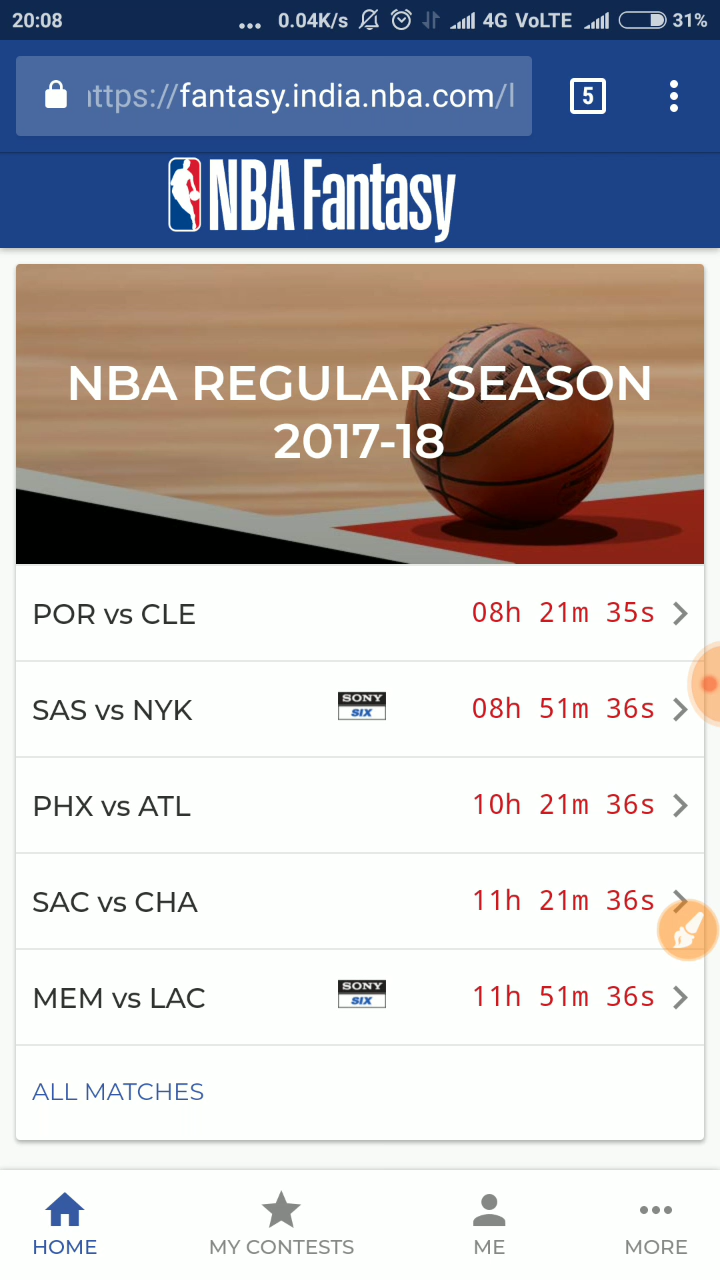 20:08 ... 0.04K/s 4G VoLTE 31%
ttps://fantasy.india.nba.com/l
5
NBA Fantasy
NBA REGULAR SEASON
2017-18
POR vs CLE 08h 21m 35s
SAS vs NYK SONY SIX 08h 51m 36s
PHX vs ATL 10h 21m 36s
SAC vs CHA 11h 21m 36s
MEM vs LAC SONY SIX 11h 51m 36s
ALL MATCHES
HOME MY CONTESTS ME MORE